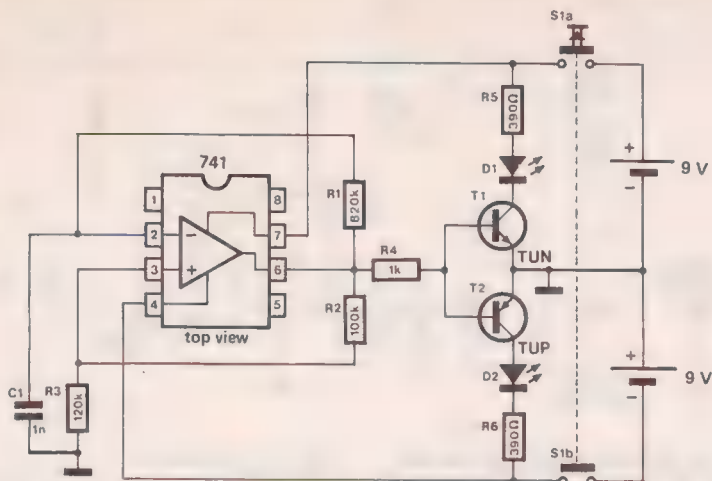 S1a
R5
390Ω
741
D1
+
9 V
-
1
8
R1
820k
T1
2
-
7
R4
TUN
3
+
6
1k
T2
4
5
R2
100k
top view
TUP
+
9 V
-
C1
1n
R3
120k
D2
R6
390Ω
S1b